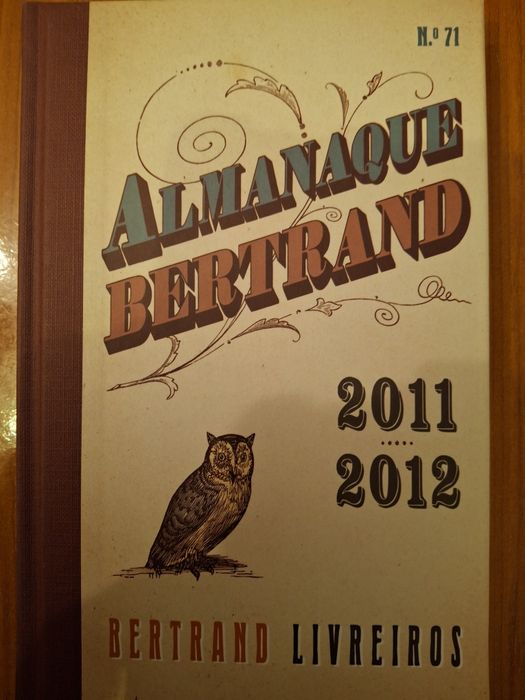 N.º 71
ALMANAQUE
BERTRAND
2011
2012
BERTRAND LIVREIROS